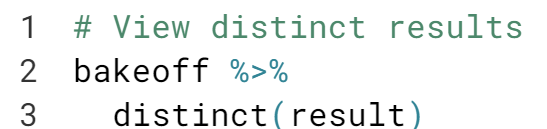 1 # View distinct results
2 bakeoff %>%
3   distinct(result)